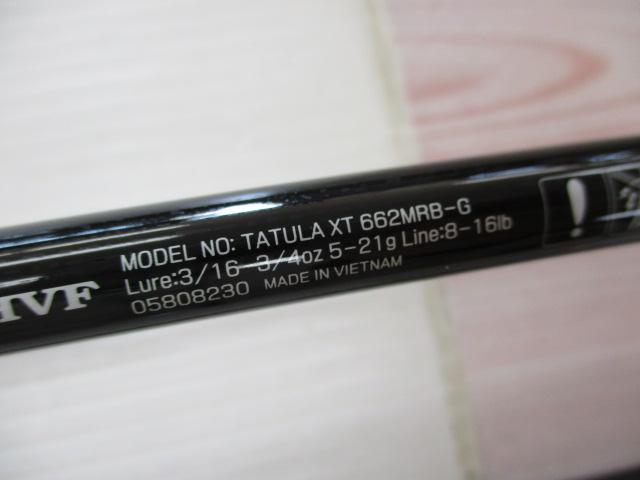 HVF
MODEL NO: TATULA XT 662MRB-G
Lure:3/16-3/4oz 5-21g Line:8-16lb
05808230 MADE IN VIETNAM
!